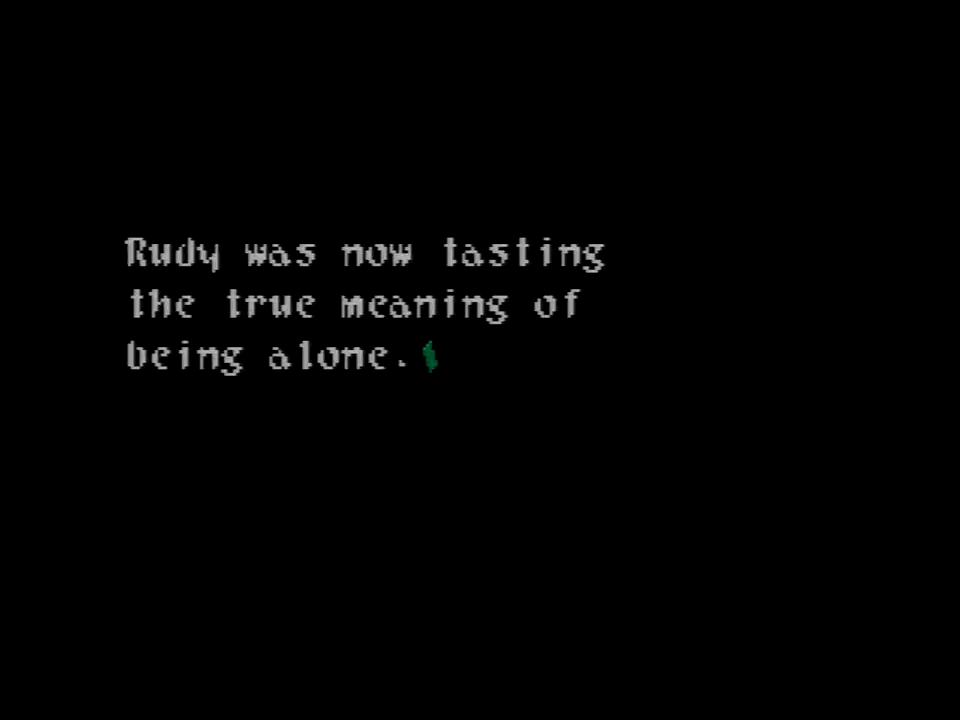 Rudy was now tasting
the true meaning of
being alone.